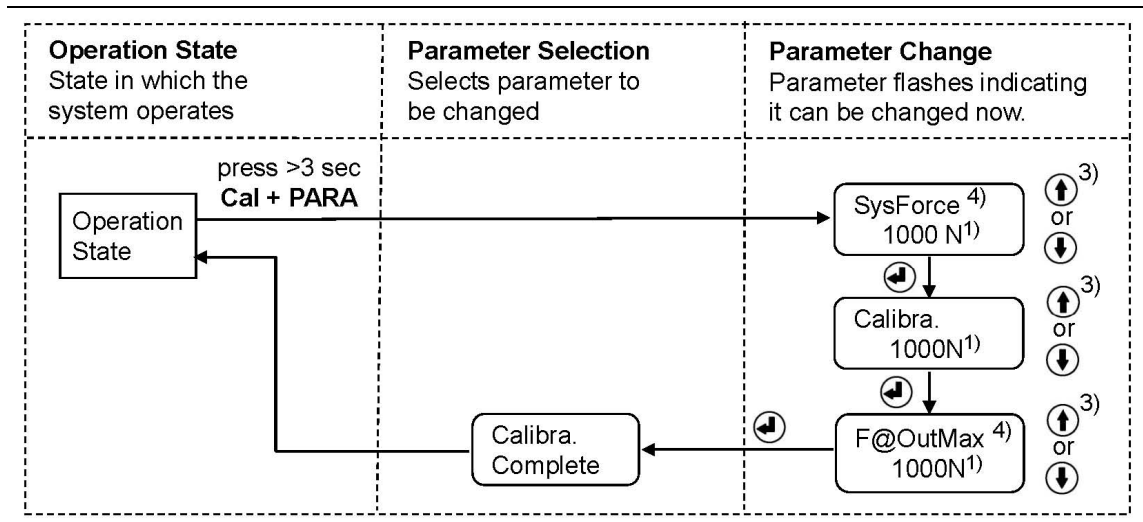 Operation State
State in which the
system operates
Parameter Selection
Selects parameter to
be changed
Parameter Change
Parameter flashes indicating
it can be changed now.
press >3 sec
Cal + PARA
Operation
State
SysForce 4)
1000 N1)
3)
or
Calibra.
1000N1)
3)
or
F@OutMax 4)
1000N1)
3)
or
Calibra.
Complete